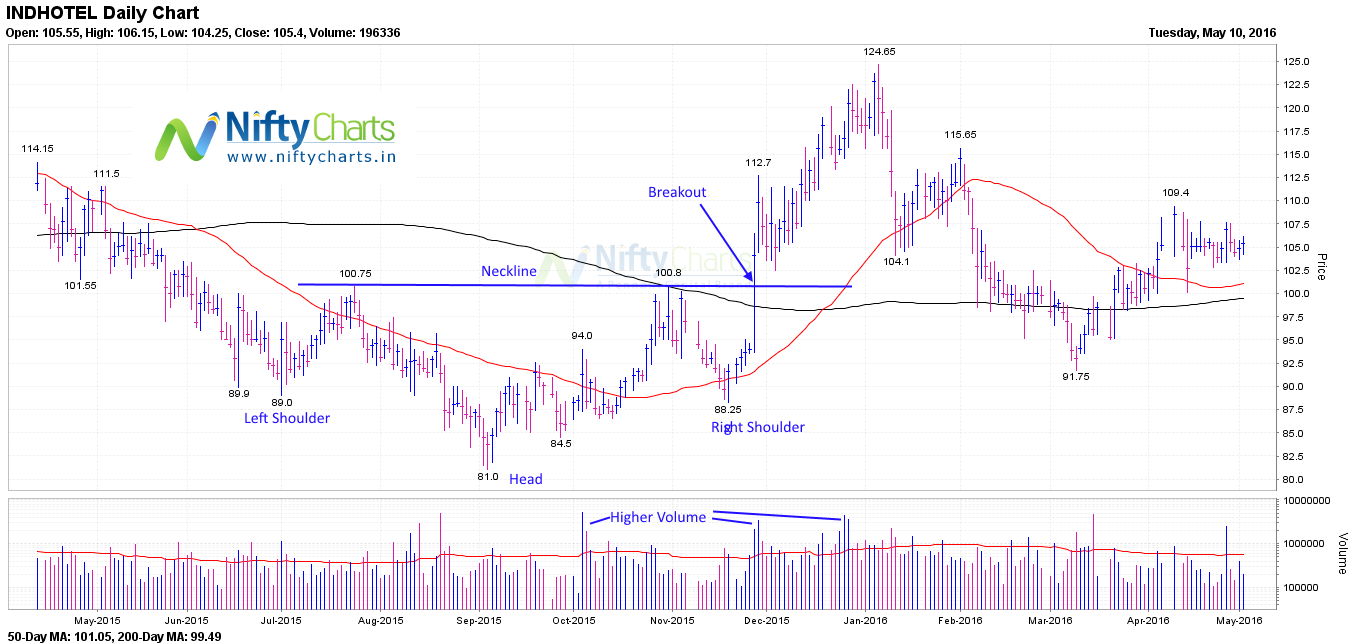 INDHOTEL Daily Chart
Open: 105.55, High: 106.15, Low: 104.25, Close: 105.4, Volume: 196336
Tuesday, May 10, 2016
Nifty Charts
www.niftycharts.in
114.15
111.5
101.55
89.9
89.0
Left Shoulder
100.75
Neckline
Nifty Charts
81.0
Head
94.0
84.5
100.8
88.25
Right Shoulder
Breakout
112.7
124.65
104.1
115.65
91.75
109.4
125.0
122.5
120.0
117.5
115.0
112.5
110.0
107.5
105.0
102.5
100.0
97.5
95.0
92.5
90.0
87.5
85.0
82.5
80.0
Price
Higher Volume
10000000
1000000
100000
Volume
May-2015
Jun-2015
Jul-2015
Aug-2015
Sep-2015
Oct-2015
Nov-2015
Dec-2015
Jan-2016
Feb-2016
Mar-2016
Apr-2016
May-2016
50-Day MA: 101.05, 200-Day MA: 99.49